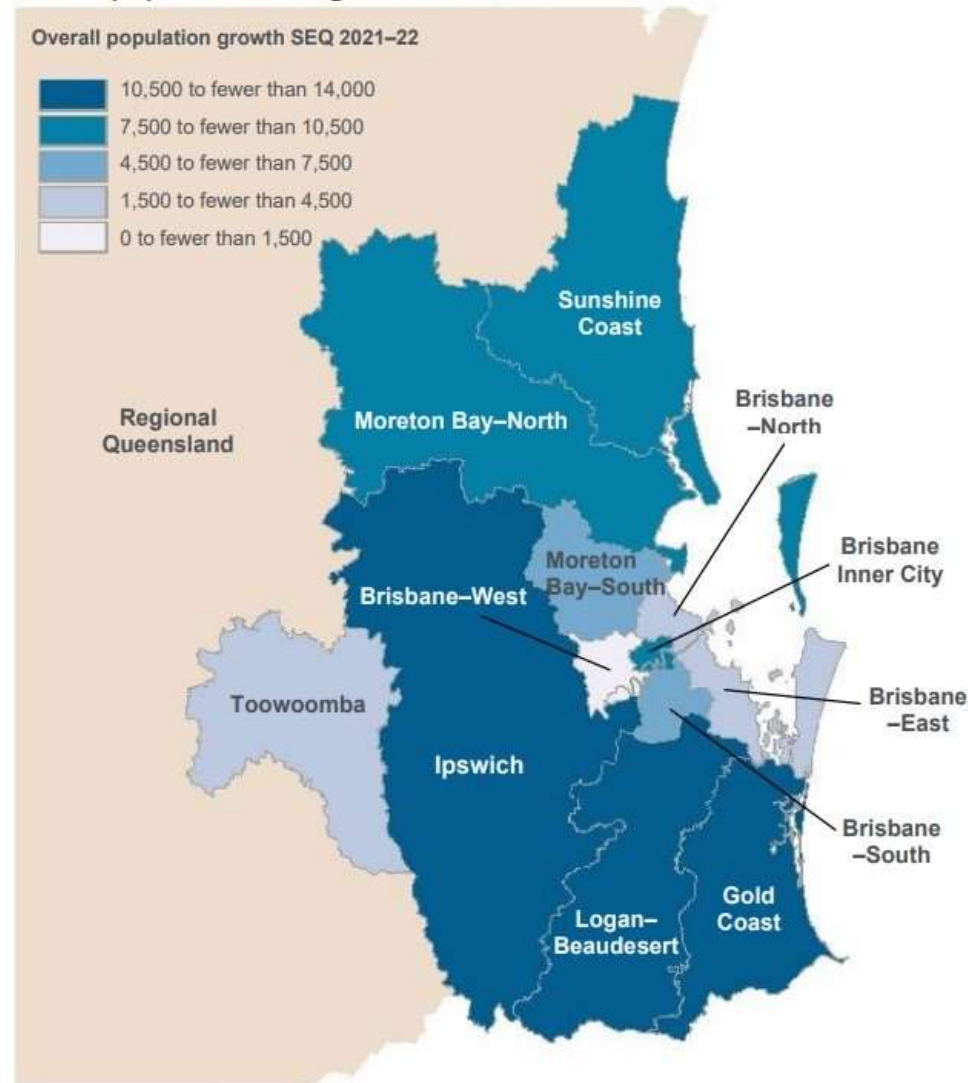 Overall population growth SEQ 2021–22
10,500 to fewer than 14,000
7,500 to fewer than 10,500
4,500 to fewer than 7,500
1,500 to fewer than 4,500
0 to fewer than 1,500
Sunshine
Coast
Brisbane
–North
Regional
Queensland
Moreton Bay–North
Brisbane
Inner City
Moreton
Bay–South
Brisbane–West
Toowoomba
Brisbane
–East
Ipswich
Brisbane
–South
Gold
Coast
Logan–
Beaudesert